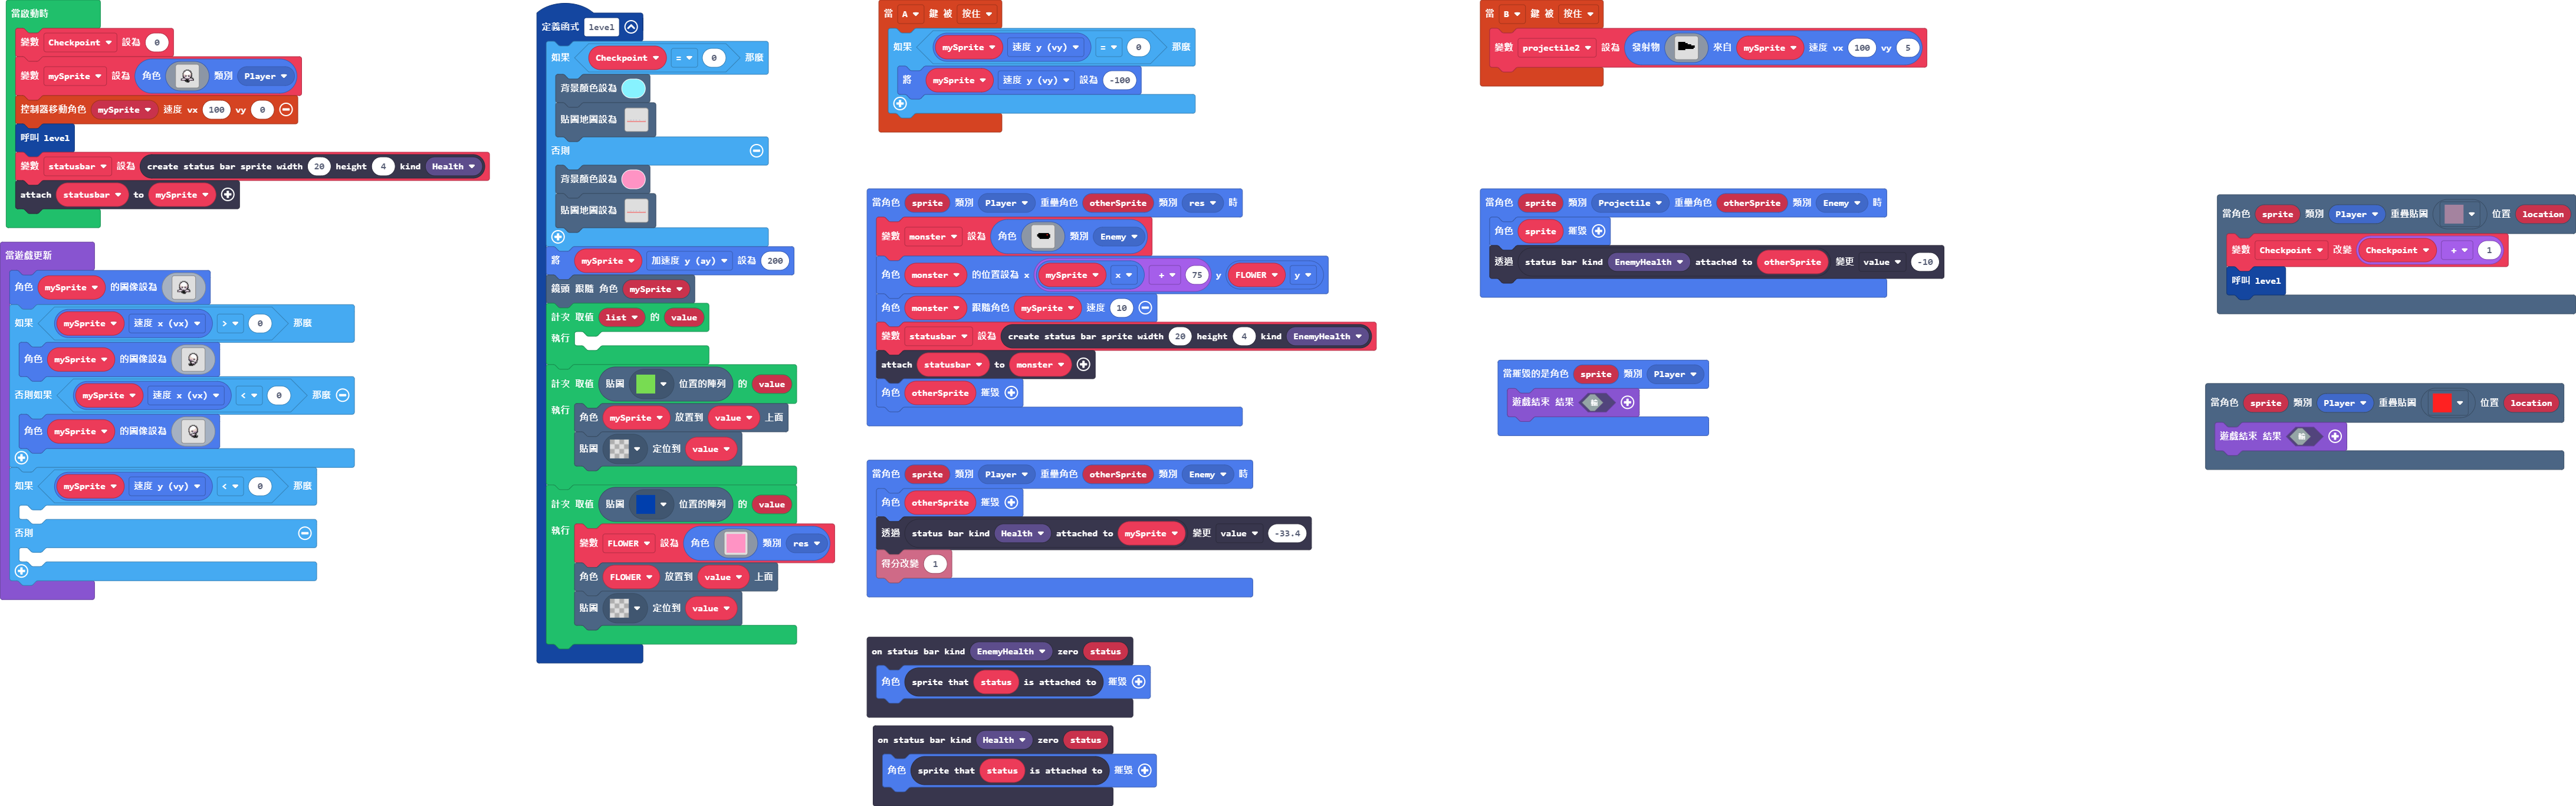 當啟動時
變數 Checkpoint 設為 0
變數 mySprite 設為 角色 類別 Player
控制器移動角色 mySprite 速度 vx 100 vy 0
呼叫 level
變數 statusbar 設為 create status bar sprite width 20 height 4 kind Health
attach statusbar to mySprite
當遊戲更新
角色 mySprite 的圖像設為
如果 mySprite 速度 x (vx) > 0 那麼
角色 mySprite 的圖像設為
否則如果 mySprite 速度 x (vx) < 0 那麼
角色 mySprite 的圖像設為
如果 mySprite 速度 y (vy) < 0 那麼
否則
定義函式 level
如果 Checkpoint = 0 那麼
背景顏色設為
貼圖地圖設為
否則
背景顏色設為
貼圖地圖設為
將 mySprite 加速度 y (ay) 設為 200
鏡頭 跟隨 角色 mySprite
計次 取值 list 的 value
執行
計次 取值 貼圖 位置的陣列 的 value
執行
角色 mySprite 放置到 value 上面
貼圖 定位到 value
計次 取值 貼圖 位置的陣列 的 value
執行
變數 FLOWER 設為 角色 類別 res
角色 FLOWER 放置到 value 上面
貼圖 定位到 value
當 A 鍵 被 按住
如果 mySprite 速度 y (vy) = 0 那麼
將 mySprite 速度 y (vy) 設為 -100
當角色 sprite 類別 Player 重疊角色 otherSprite 類別 res 時
變數 monster 設為 角色 類別 Enemy
角色 monster 的位置設為 x mySprite x + 75 y FLOWER y
角色 monster 跟隨角色 mySprite 速度 10
變數 statusbar 設為 create status bar sprite width 20 height 4 kind EnemyHealth
attach statusbar to monster
角色 otherSprite 摧毀
當角色 sprite 類別 Player 重疊角色 otherSprite 類別 Enemy 時
角色 otherSprite 摧毀
透過 status bar kind Health attached to mySprite 變更 value -33.4
得分改變 1
on status bar kind EnemyHealth zero status
角色 sprite that status is attached to 摧毀
on status bar kind Health zero status
角色 sprite that status is attached to 摧毀
當 B 鍵 被 按住
變數 projectile2 設為 發射物 來自 mySprite 速度 vx 100 vy 5
當角色 sprite 類別 Projectile 重疊角色 otherSprite 類別 Enemy 時
角色 sprite 摧毀
透過 status bar kind EnemyHealth attached to otherSprite 變更 value -10
當摧毀的是角色 sprite 類別 Player
遊戲結束 結果 輸
當角色 sprite 類別 Player 重疊貼圖 位置 location
變數 Checkpoint 改變 Checkpoint + 1
呼叫 level
當角色 sprite 類別 Player 重疊貼圖 位置 location
遊戲結束 結果 輸